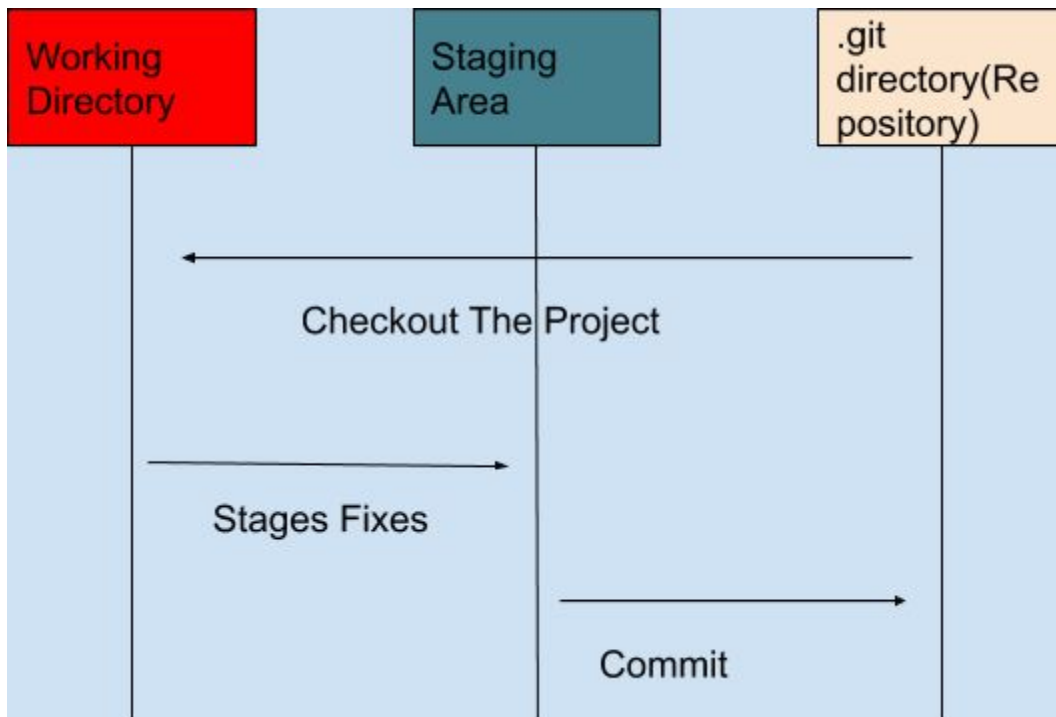 Working
Directory
Staging
Area
.git
directory(Re
pository)
Checkout The Project
Stages Fixes
Commit